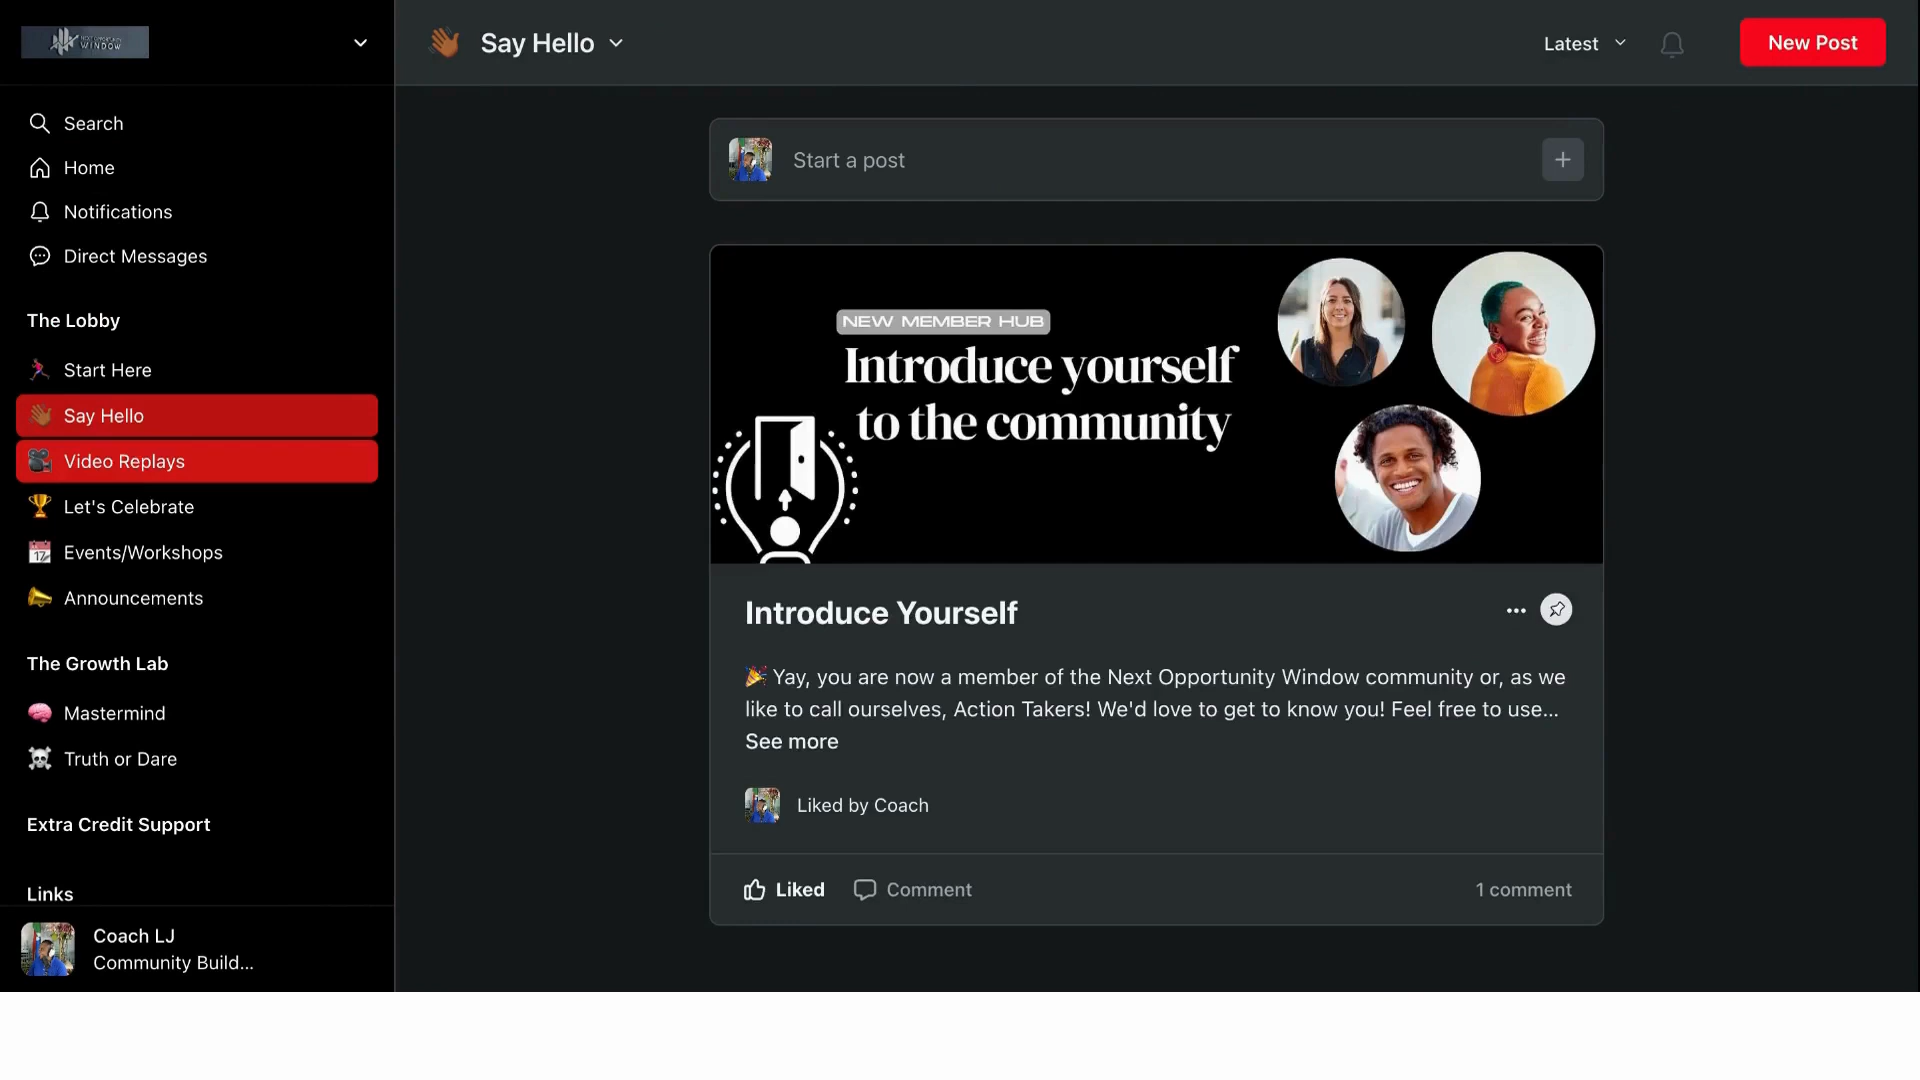 WINDOW
Search
Home
Notifications
Direct Messages
The Lobby
Start Here
Say Hello
Video Replays
Let's Celebrate
17
Events/Workshops
Announcements
The Growth Lab
Mastermind
Truth or Dare
Extra Credit Support
Links
Coach LJ
Community Build...
Say Hello
Latest
New Post
Start a post
NEW MEMBER HUB
Introduce yourself
to the community
Introduce Yourself
🎉 Yay, you are now a member of the Next Opportunity Window community or, as we
like to call ourselves, Action Takers! We'd love to get to know you! Feel free to use...
See more
Liked by Coach
Liked
Comment
1 comment